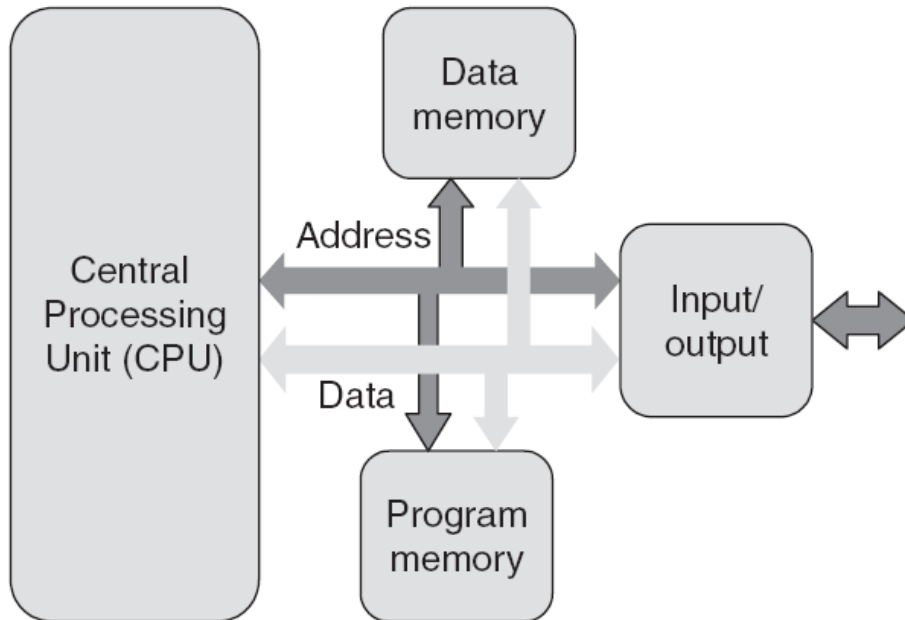 Data
memory
Address
Central
Processing
Unit (CPU)
Input/
output
Data
Program
memory